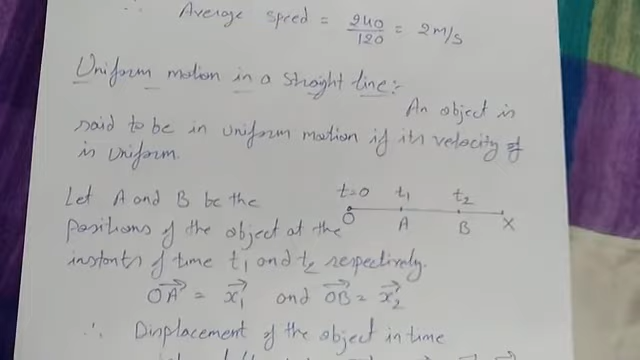 ∴ Average speed = 240/120 = 2m/s
Uniform motion in a straight line:-
An object is
said to be in uniform motion if its velocity of
is uniform.
Let A and B be the
positions of the object at the
instants of time t₁ and t₂ respectively.
t=0 t₁ t₂
O A B X
OA⃗ = x₁⃗ and OB⃗ = x₂⃗
∴ Displacement of the object in time